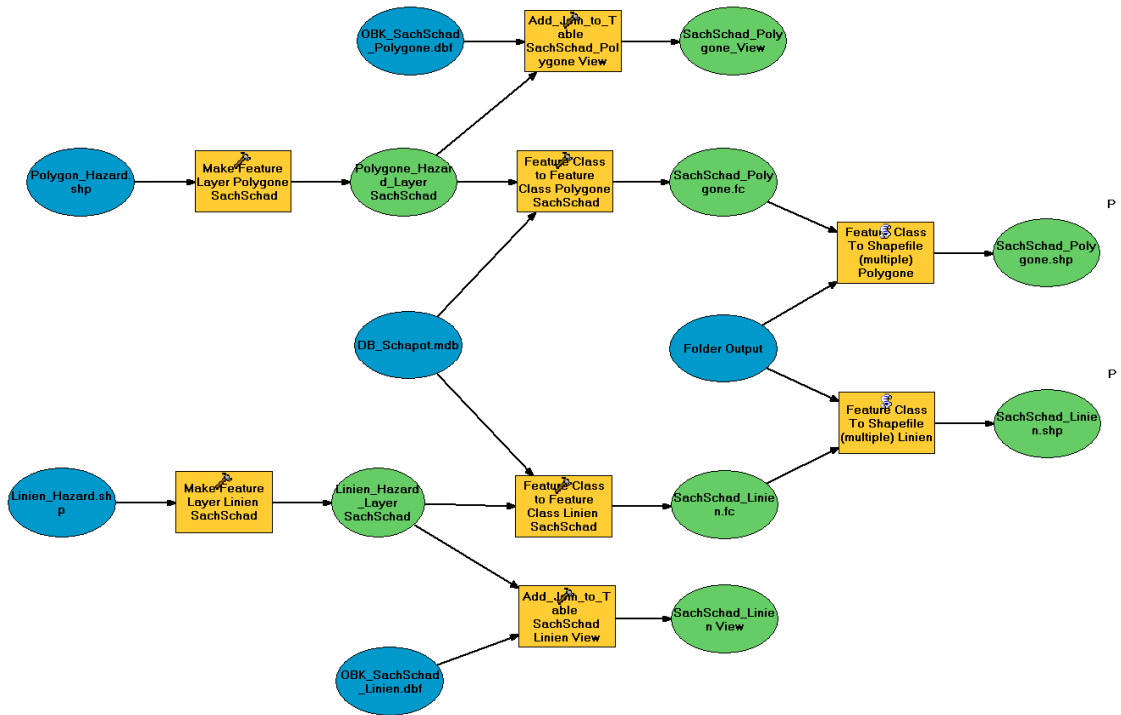 OBK_SachSchad
_Polygone.dbf
Add_Join_to_T
able
SachSchad_Pol
ygone View
SachSchad_Pol
ygone_View
Polygon_Hazard.
shp
Make Feature
Layer Polygone
SachSchad
Polygone_Hazar
d_Layer
SachSchad
Feature Class
to Feature
Class Polygone
SachSchad
SachSchad_Poly
gone.fc
P
Feature Class
To Shapefile
(multiple)
Polygone
SachSchad_Poly
gone.shp
DB_Schapot.mdb
Folder Output
P
Feature Class
To Shapefile
(multiple) Linien
SachSchad_Linie
n.shp
Linien_Hazard.sh
p
Make Feature
Layer Linien
SachSchad
Linien_Hazard
_Layer
SachSchad
Feature Class
to Feature
Class Linien
SachSchad
SachSchad_Linie
n.fc
Add_Join_to_T
able
SachSchad
Linien View
SachSchad_Linie
n View
OBK_SachSchad
_Linien.dbf